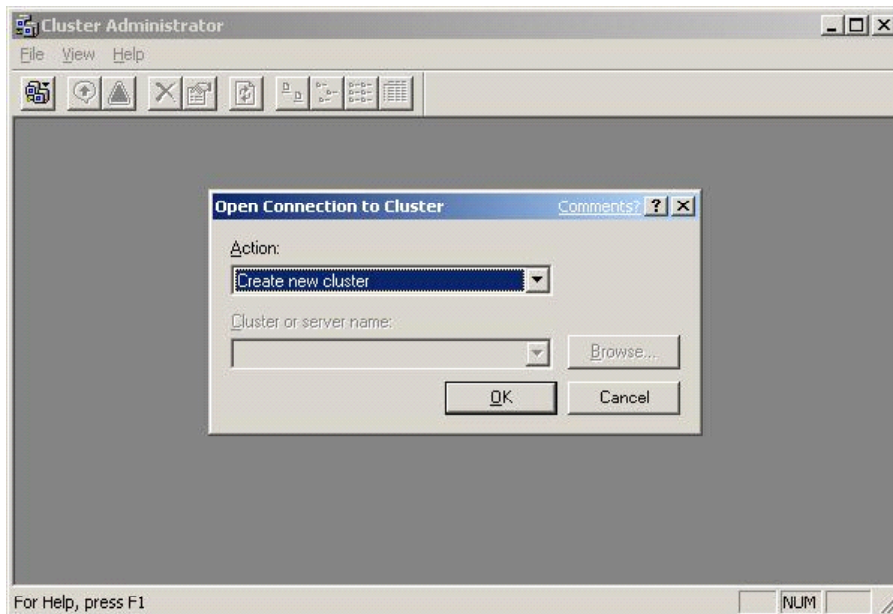 Cluster Administrator
File View Help
Open Connection to Cluster Comments?
Action:
Create new cluster
Cluster or server name:
Browse...
OK Cancel
For Help, press F1 NUM